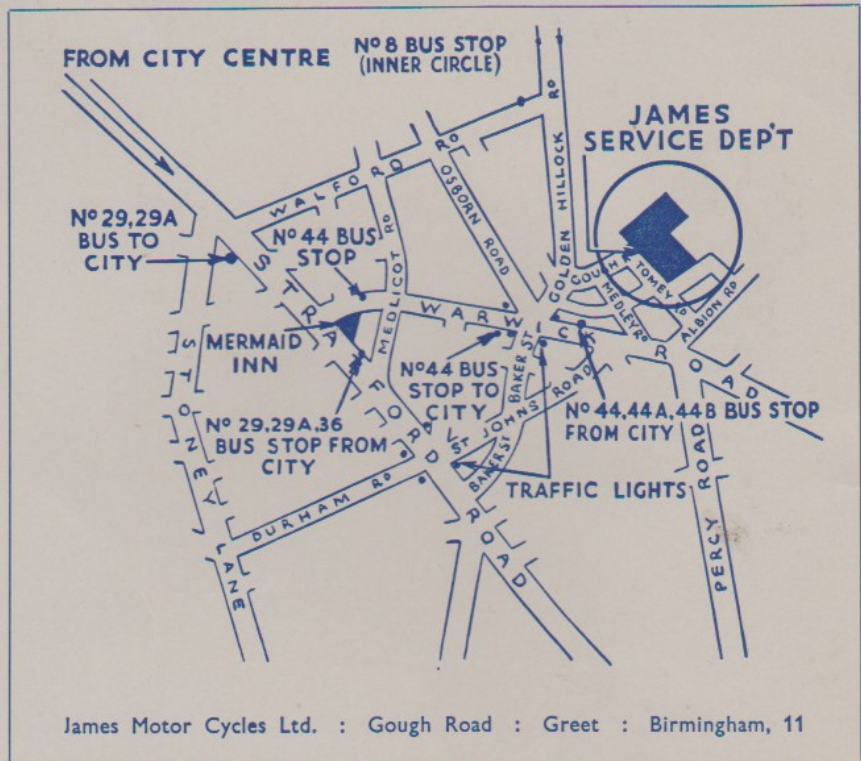 FROM CITY CENTRE
Nº 8 BUS STOP
(INNER CIRCLE)
JAMES
SERVICE DEP'T
WALFORD RD
OSBORN ROAD
GOLDEN HILLOCK RD
Nº 29,29A
BUS TO
CITY
Nº 44 BUS
STOP
MEDLICOT RD
GOUGH
TOMEY RD
MEDLEY RD
ALBION RD
STRATFORD ROAD
WARWICK ROAD
MERMAID
INN
BAKER ST
Nº 44 BUS
STOP TO
CITY
Nº 44,44A,44B BUS STOP
FROM CITY
STONEY LANE
Nº 29,29A,36
BUS STOP FROM
CITY
JOHNS ROAD
ST
BAKER ST
TRAFFIC LIGHTS
DURHAM RD
PERCY ROAD
James Motor Cycles Ltd. : Gough Road : Greet : Birmingham, 11